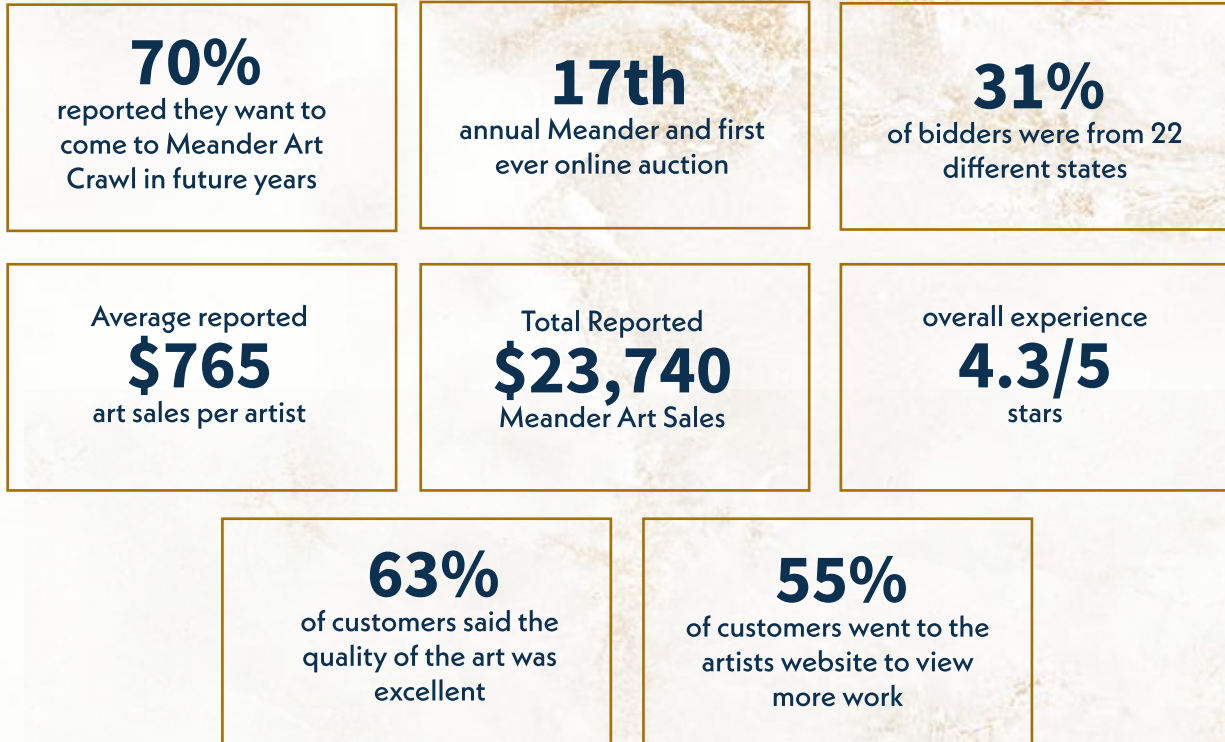 70%
reported they want to
come to Meander Art
Crawl in future years
17th
annual Meander and first
ever online auction
31%
of bidders were from 22
different states
Average reported
$765
art sales per artist
Total Reported
$23,740
Meander Art Sales
overall experience
4.3/5
stars
63%
of customers said the
quality of the art was
excellent
55%
of customers went to the
artists website to view
more work